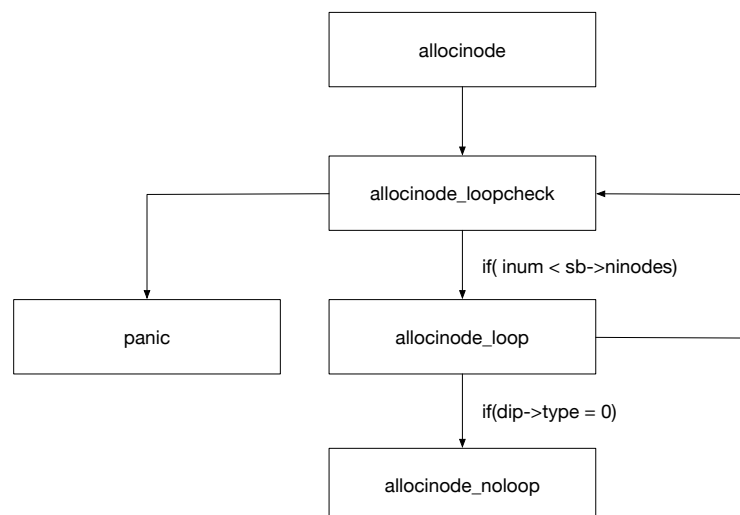 allocinode
allocinode_loopcheck
if( inum < sb->ninodes)
panic
allocinode_loop
if(dip->type = 0)
allocinode_noloop